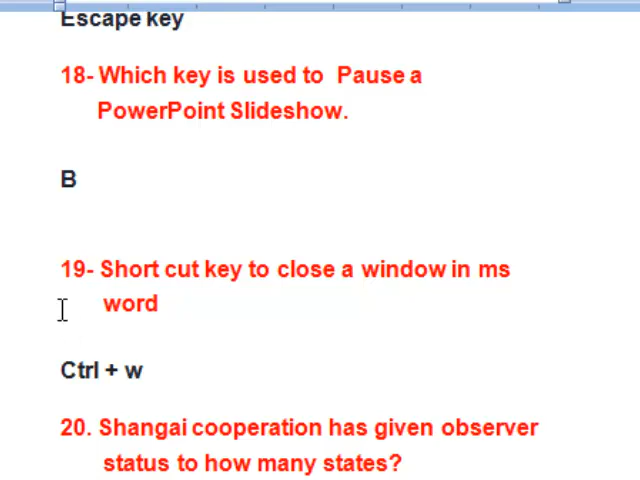 Escape key
18- Which key is used to Pause a
PowerPoint Slideshow.
B
19- Short cut key to close a window in ms
word
Ctrl + w
20. Shangai cooperation has given observer
status to how many states?